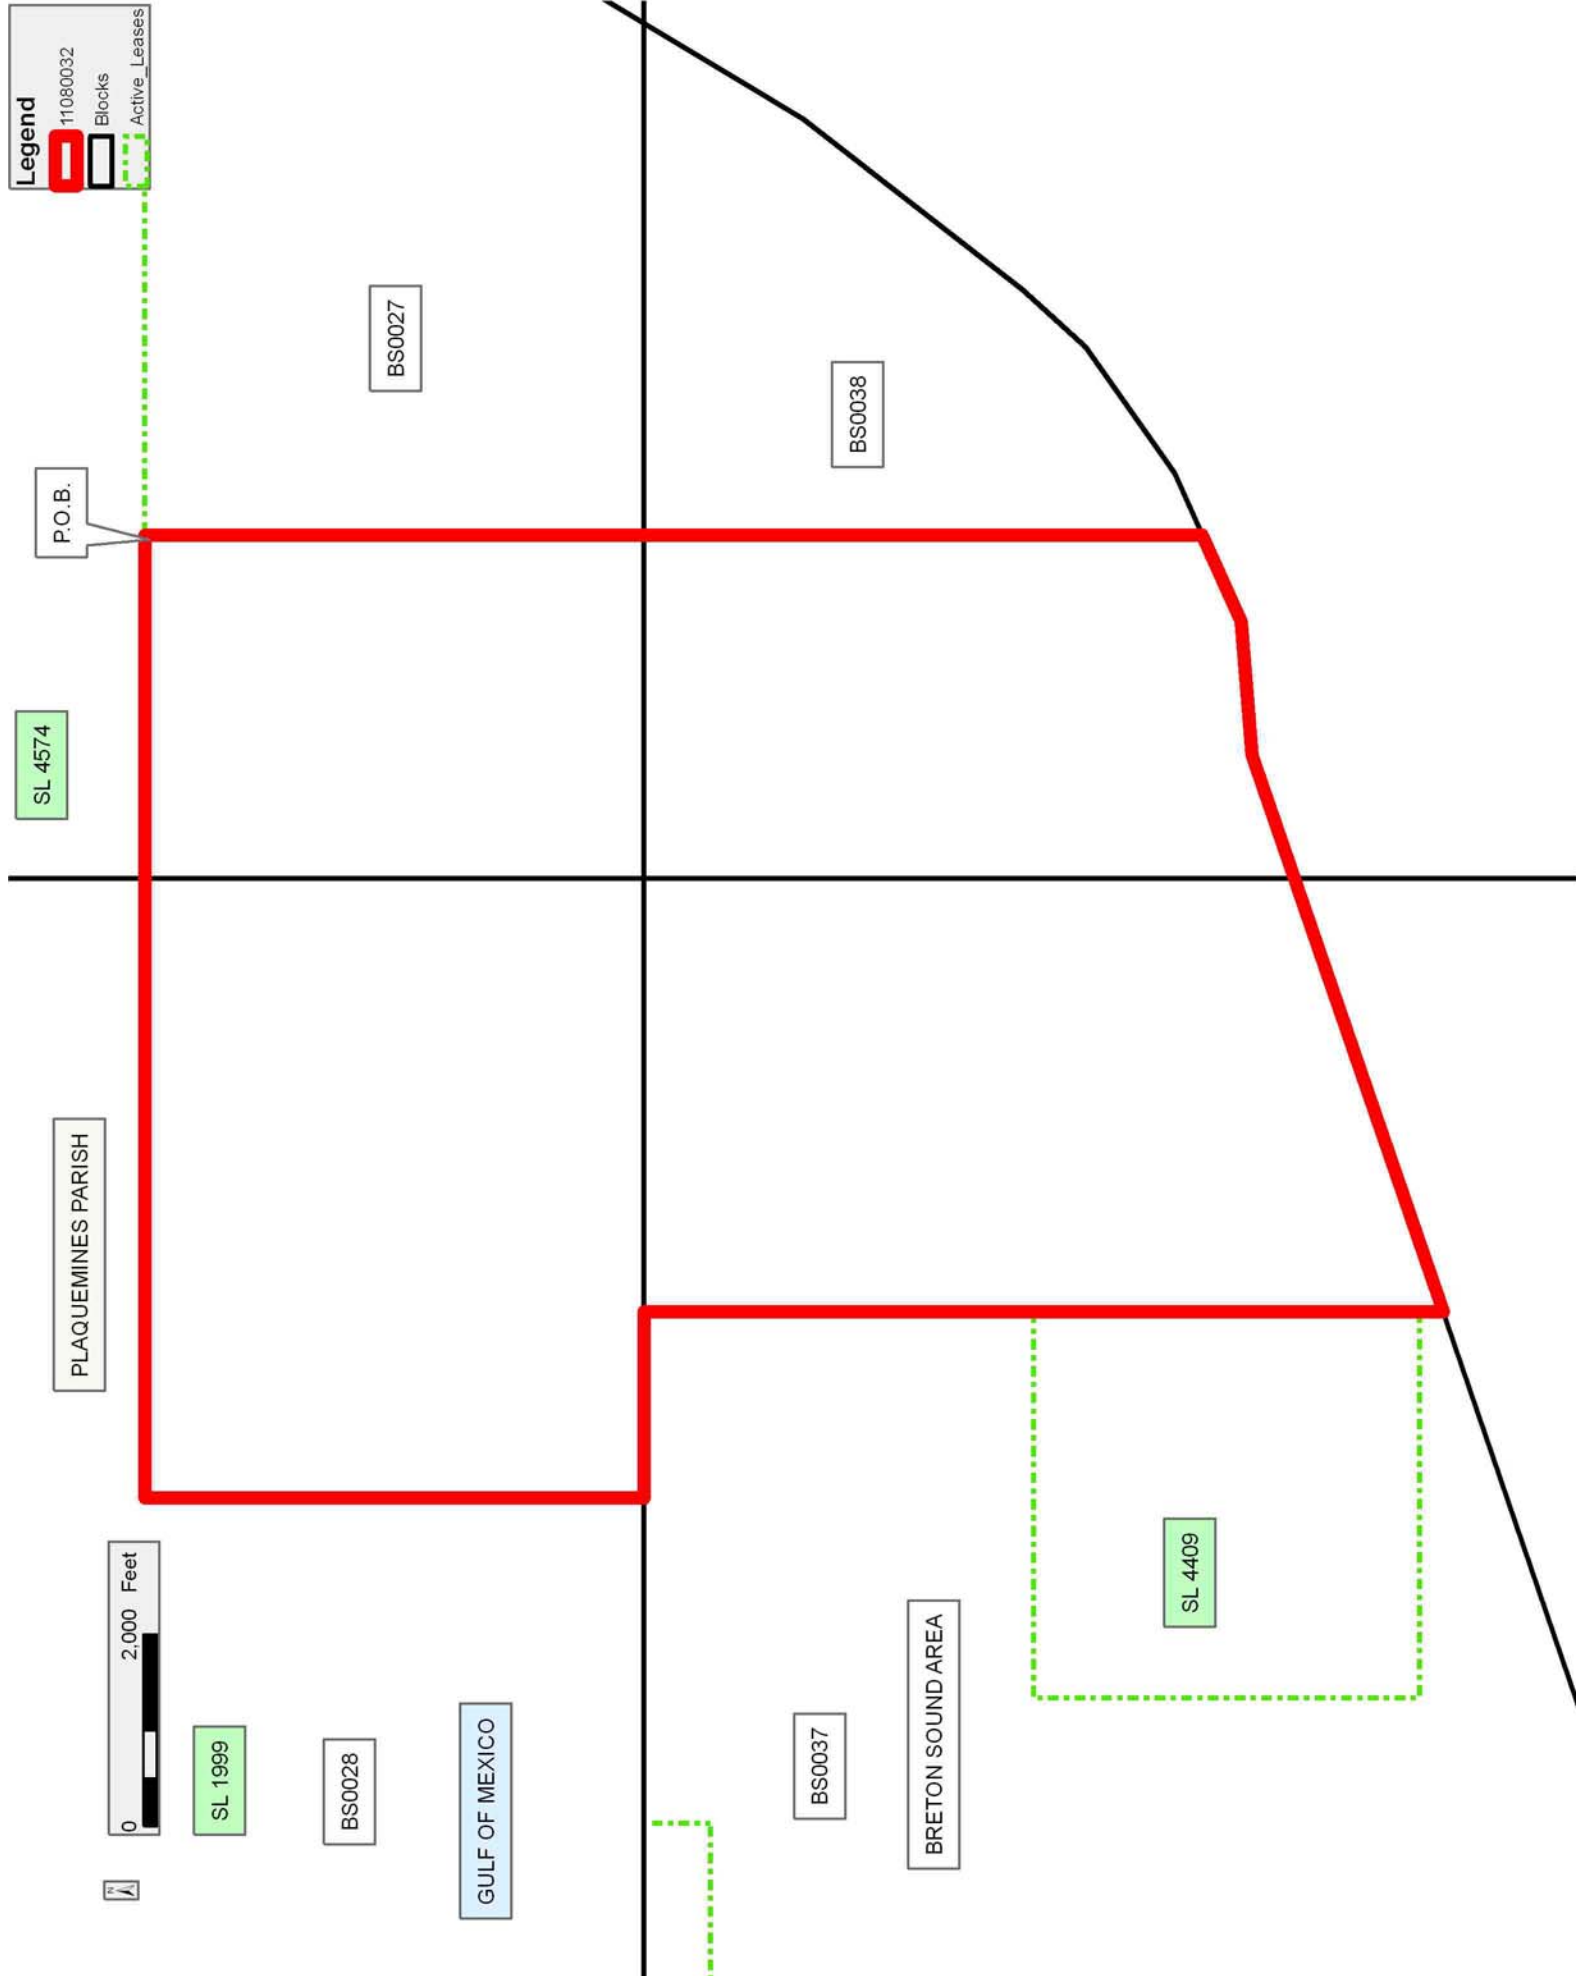 Legend
11080032
Blocks
Active_Leases
P.O.B.
SL 4574
PLAQUEMINES PARISH
0 2,000 Feet
N
SL 1999
BS0028
GULF OF MEXICO
BS0027
BS0038
BS0037
BRETON SOUND AREA
SL 4409